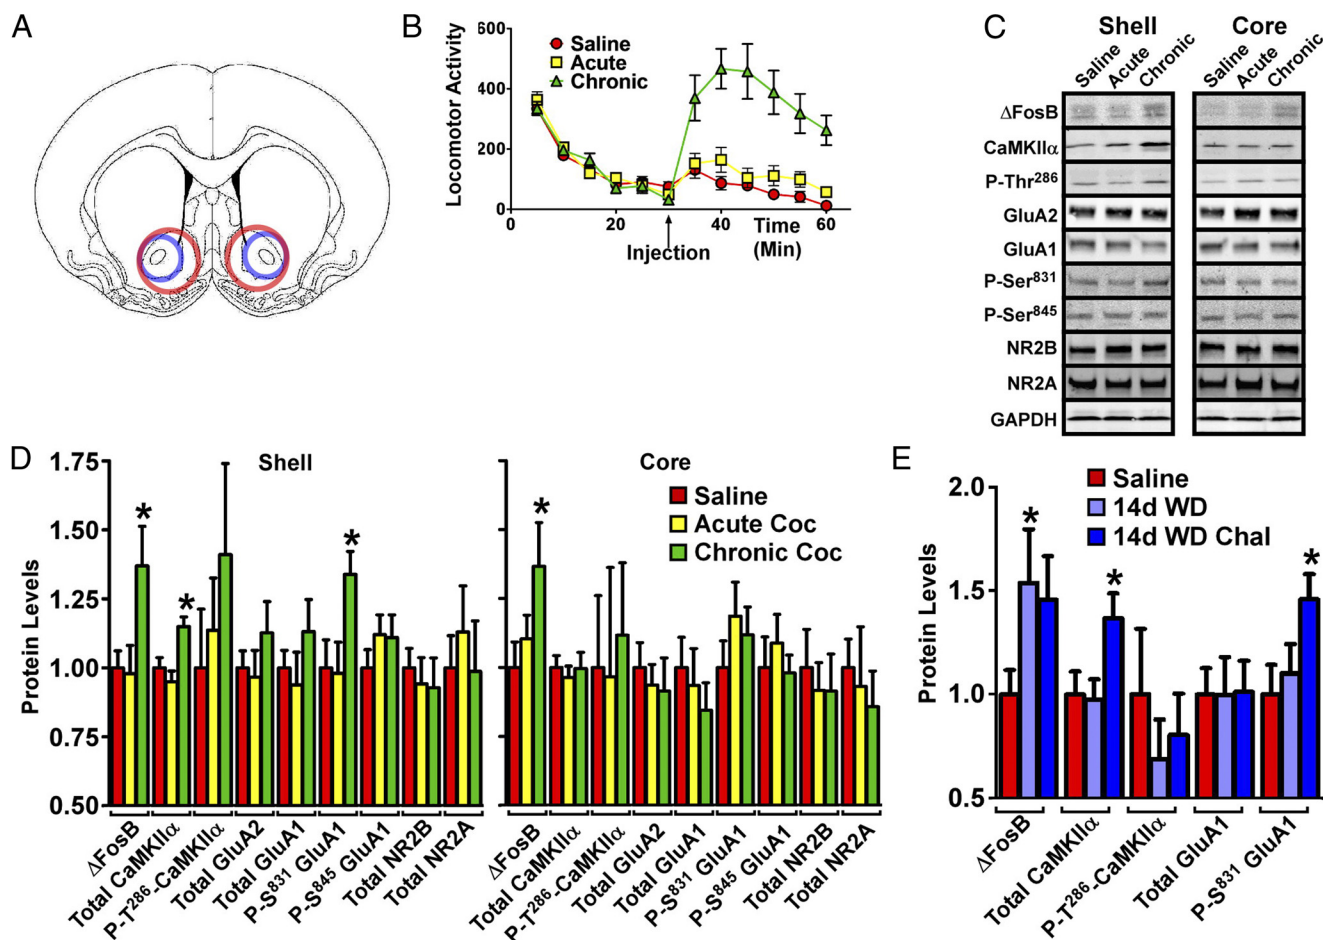 A
B
Locomotor Activity
600
400
200
0
0
20
40
60
Saline
Acute
Chronic
Injection
Time
(Min)
C
Shell
Core
Saline
Acute
Chronic
Saline
Acute
Chronic
ΔFosB
CaMKIIα
P-Thr²⁸⁶
GluA2
GluA1
P-Ser⁸³¹
P-Ser⁸⁴⁵
NR2B
NR2A
GAPDH
D
Protein Levels
1.75
1.50
1.25
1.00
0.75
0.50
Shell
*
*
*
ΔFosB
Total CaMKIIα
P-T²⁸⁶-CaMKIIα
Total GluA2
Total GluA1
P-S⁸³¹ GluA1
P-S⁸⁴⁵ GluA1
Total NR2B
Total NR2A
Core
Saline
Acute Coc
Chronic Coc
*
ΔFosB
Total CaMKIIα
P-T²⁸⁶-CaMKIIα
Total GluA2
Total GluA1
P-S⁸³¹ GluA1
P-S⁸⁴⁵ GluA1
Total NR2B
Total NR2A
E
Protein Levels
2.0
1.5
1.0
0.5
Saline
14d WD
14d WD Chal
*
*
*
ΔFosB
Total CaMKIIα
P-T²⁸⁶-CaMKIIα
Total GluA1
P-S⁸³¹ GluA1